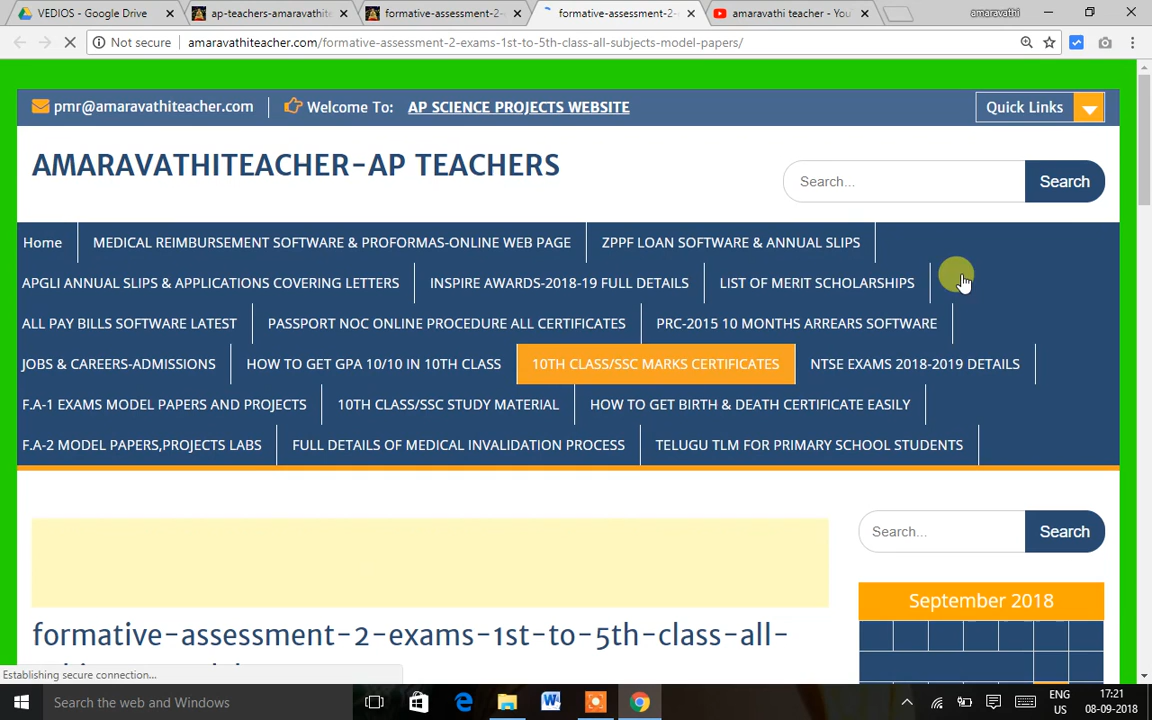 VEDIOS - Google Drive
ap-teachers-amaravathit
formative-assessment-2-
formative-assessment-2-
amaravathi teacher - You
amaravathi
Not secure
amaravathiteacher.com/formative-assessment-2-exams-1st-to-5th-class-all-subjects-model-papers/
pmr@amaravathiteacher.com
Welcome To: AP SCIENCE PROJECTS WEBSITE
Quick Links
AMARAVATHITEACHER-AP TEACHERS
Search...
Search
Home
MEDICAL REIMBURSEMENT SOFTWARE & PROFORMAS-ONLINE WEB PAGE
ZPPF LOAN SOFTWARE & ANNUAL SLIPS
APGLI ANNUAL SLIPS & APPLICATIONS COVERING LETTERS
INSPIRE AWARDS-2018-19 FULL DETAILS
LIST OF MERIT SCHOLARSHIPS
ALL PAY BILLS SOFTWARE LATEST
PASSPORT NOC ONLINE PROCEDURE ALL CERTIFICATES
PRC-2015 10 MONTHS ARREARS SOFTWARE
JOBS & CAREERS-ADMISSIONS
HOW TO GET GPA 10/10 IN 10TH CLASS
10TH CLASS/SSC MARKS CERTIFICATES
NTSE EXAMS 2018-2019 DETAILS
F.A-1 EXAMS MODEL PAPERS AND PROJECTS
10TH CLASS/SSC STUDY MATERIAL
HOW TO GET BIRTH & DEATH CERTIFICATE EASILY
F.A-2 MODEL PAPERS,PROJECTS LABS
FULL DETAILS OF MEDICAL INVALIDATION PROCESS
TELUGU TLM FOR PRIMARY SCHOOL STUDENTS
Search...
Search
September 2018
formative-assessment-2-exams-1st-to-5th-class-all-
Establishing secure connection...
Search the web and Windows
ENG
US
17:21
08-09-2018